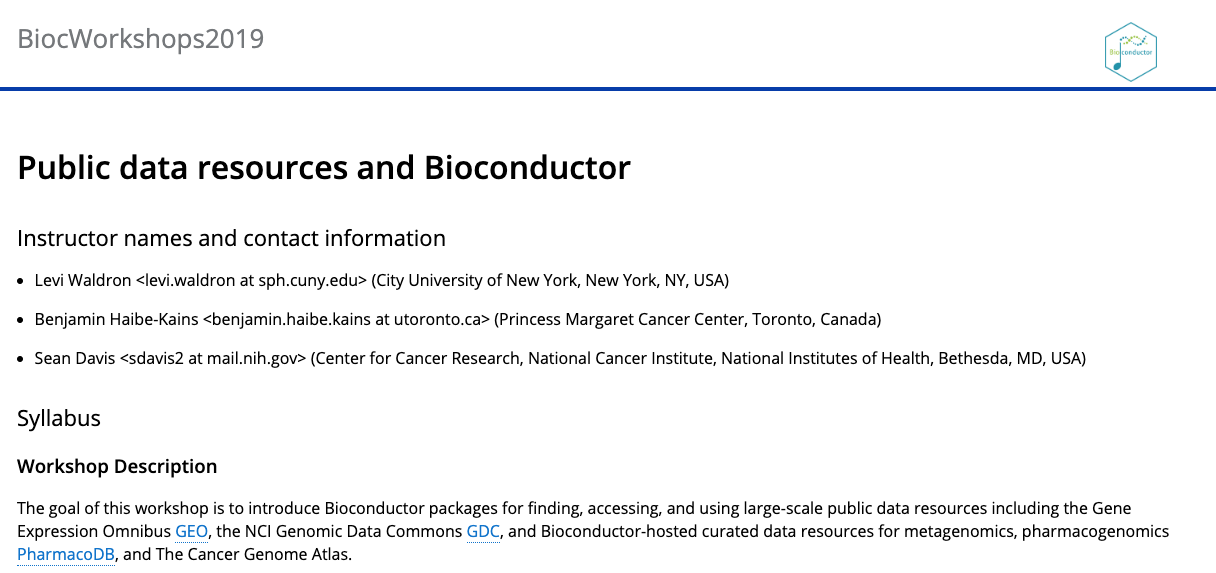 BiocWorkshops2019
Bioconductor
Public data resources and Bioconductor
Instructor names and contact information
• Levi Waldron <levi.waldron at sph.cuny.edu> (City University of New York, New York, NY, USA)
• Benjamin Haibe-Kains <benjamin.haibe.kains at utoronto.ca> (Princess Margaret Cancer Center, Toronto, Canada)
• Sean Davis <sdavis2 at mail.nih.gov> (Center for Cancer Research, National Cancer Institute, National Institutes of Health, Bethesda, MD, USA)
Syllabus
Workshop Description
The goal of this workshop is to introduce Bioconductor packages for finding, accessing, and using large-scale public data resources including the Gene
Expression Omnibus GEO, the NCI Genomic Data Commons GDC, and Bioconductor-hosted curated data resources for metagenomics, pharmacogenomics
PharmacoDB, and The Cancer Genome Atlas.